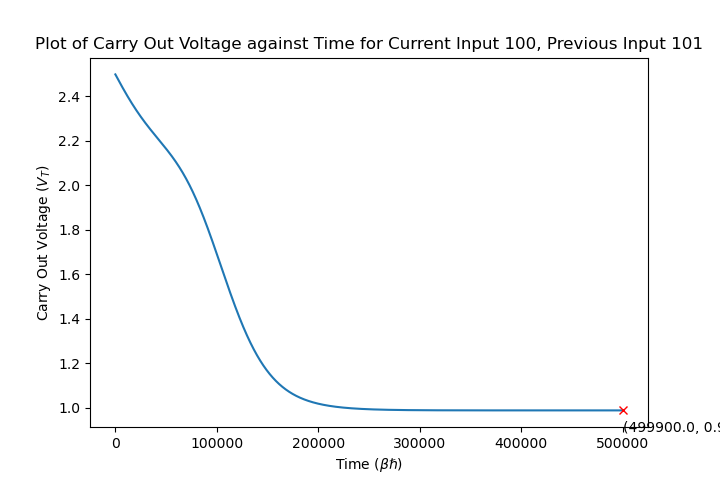 Plot of Carry Out Voltage against Time for Current Input 100, Previous Input 101
Carry Out Voltage (V_T)
2.4
2.2
2.0
1.8
1.6
1.4
1.2
1.0
(499900.0, 0.9
0 100000 200000 300000 400000 500000
Time (βℏ)